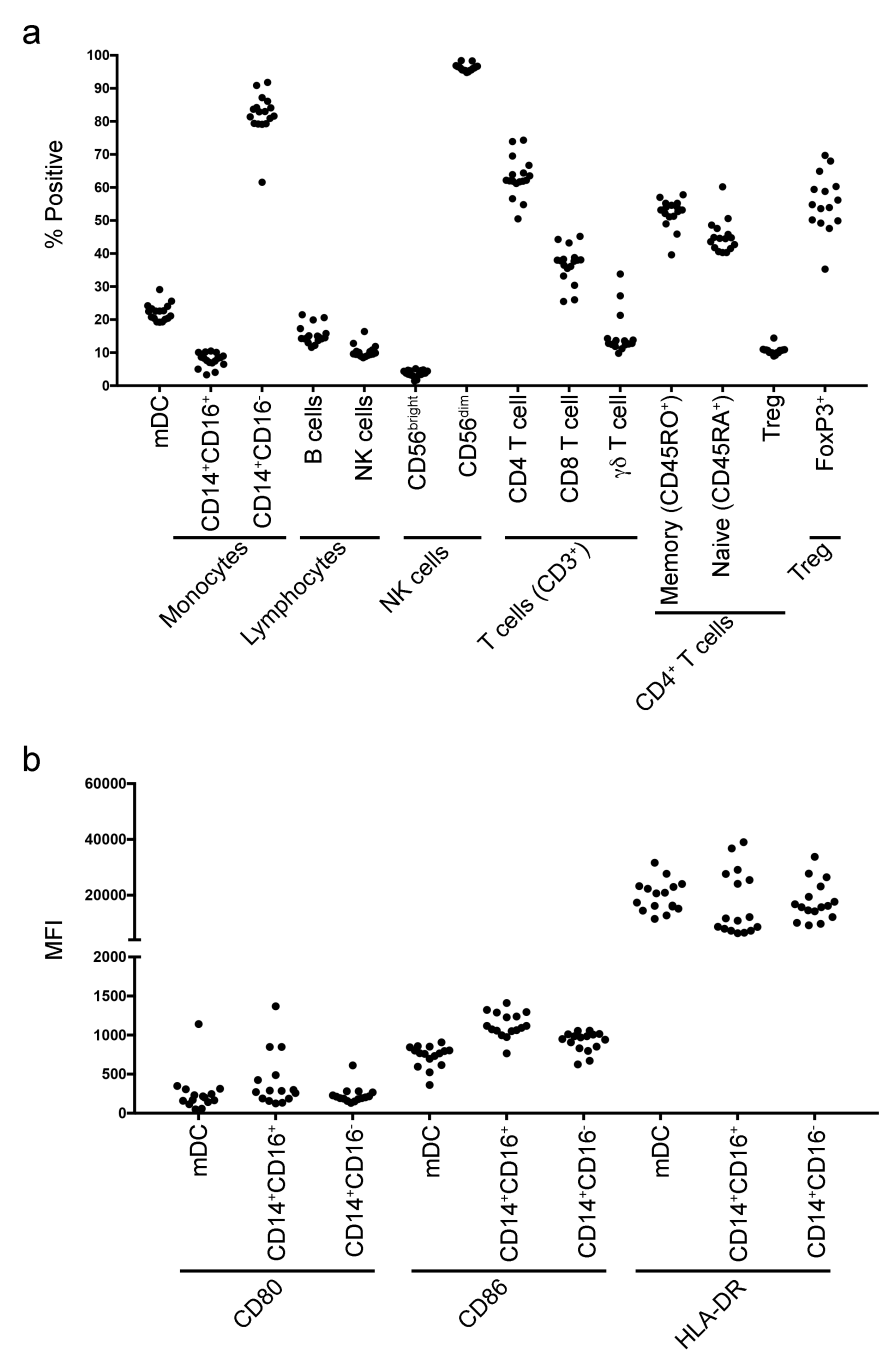 a
% Positive
100
90
80
70
60
50
40
30
20
10
0
mDC
CD14⁺CD16⁺
CD14⁺CD16⁻
B cells
NK cells
CD56ᵇʳⁱᵍʰᵗ
CD56ᵈⁱᵐ
CD4 T cell
CD8 T cell
γδ T cell
Memory (CD45RO⁺)
Naive (CD45RA⁺)
Treg
FoxP3⁺
Monocytes
Lymphocytes
NK cells
T cells (CD3⁺)
CD4⁺ T cells
Treg
b
MFI
60000
40000
20000
2000
1500
1000
500
0
mDC
CD14⁺CD16⁺
CD14⁺CD16⁻
mDC
CD14⁺CD16⁺
CD14⁺CD16⁻
mDC
CD14⁺CD16⁺
CD14⁺CD16⁻
CD80
CD86
HLA-DR